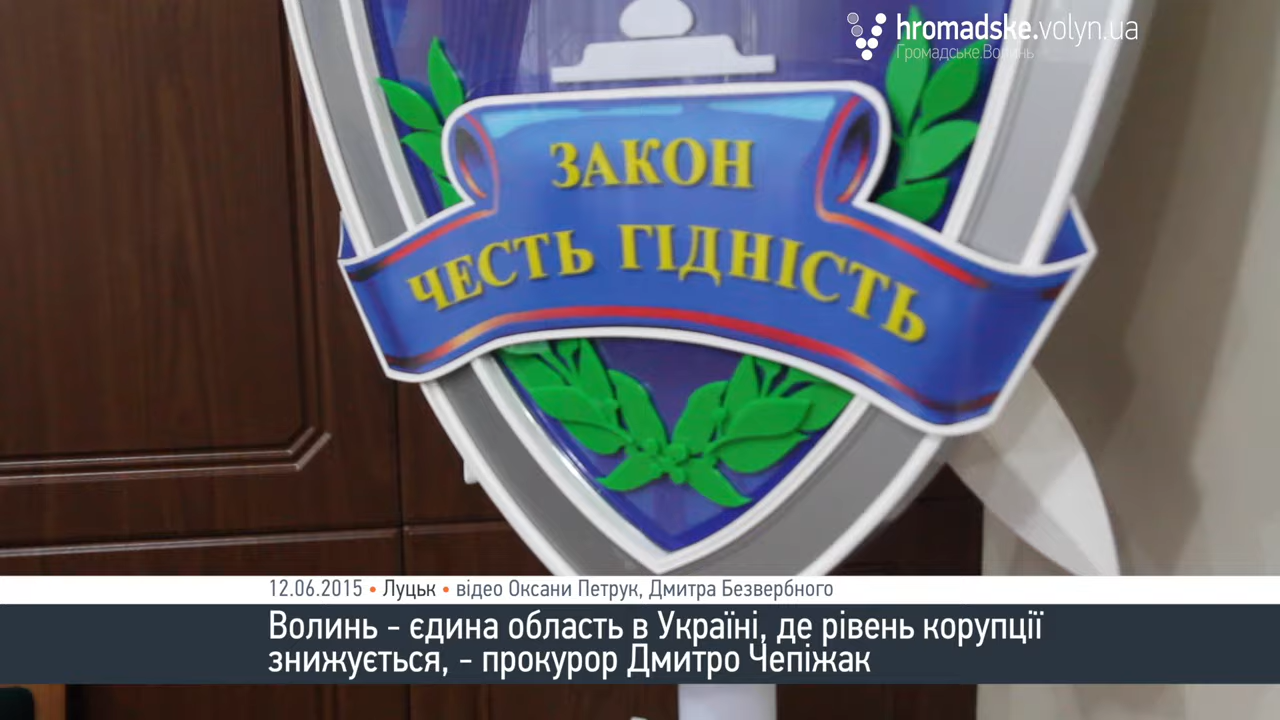 hromadske.volyn.ua
Громадське.Волинь
ЗАКОН
ЧЕСТЬ ГІДНІСТЬ
12.06.2015 • Луцьк • відео Оксани Петрук, Дмитра Безвербного
Волинь - єдина область в Україні, де рівень корупції
знижується, - прокурор Дмитро Чепіжак